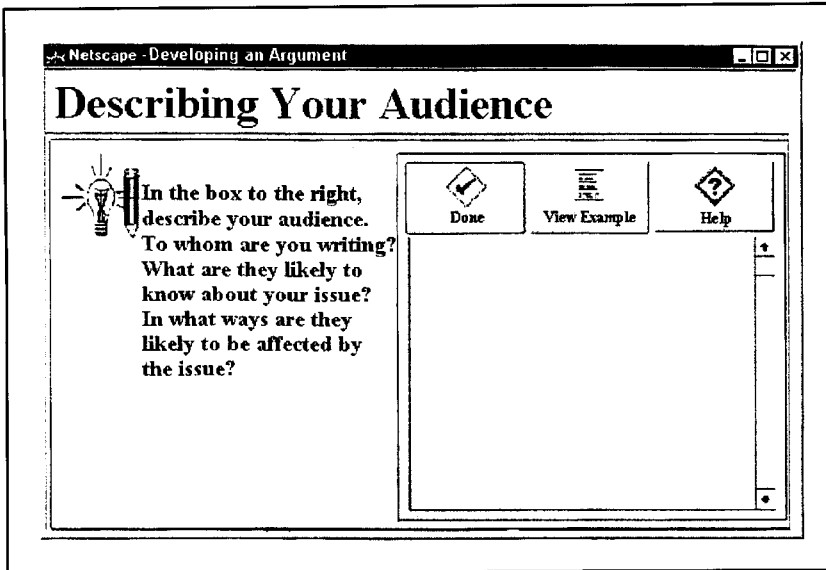 Netscape - Developing an Argument
Describing Your Audience
In the box to the right,
describe your audience.
To whom are you writing?
What are they likely to
know about your issue?
In what ways are they
likely to be affected by
the issue?
Done
View Example
Help